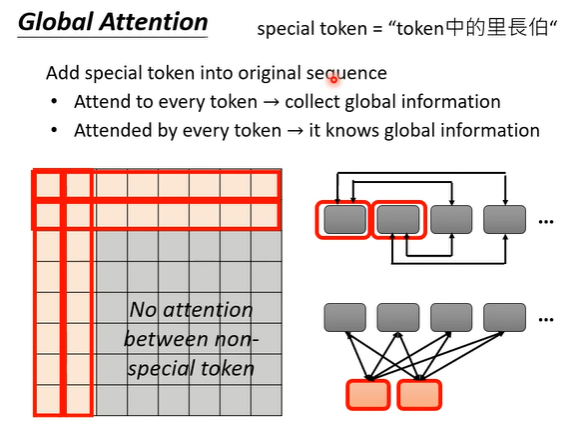 Global Attention
special token = “token中的里長伯“
Add special token into original sequence
• Attend to every token → collect global information
• Attended by every token → it knows global information
No attention
between non-
special token
...
...